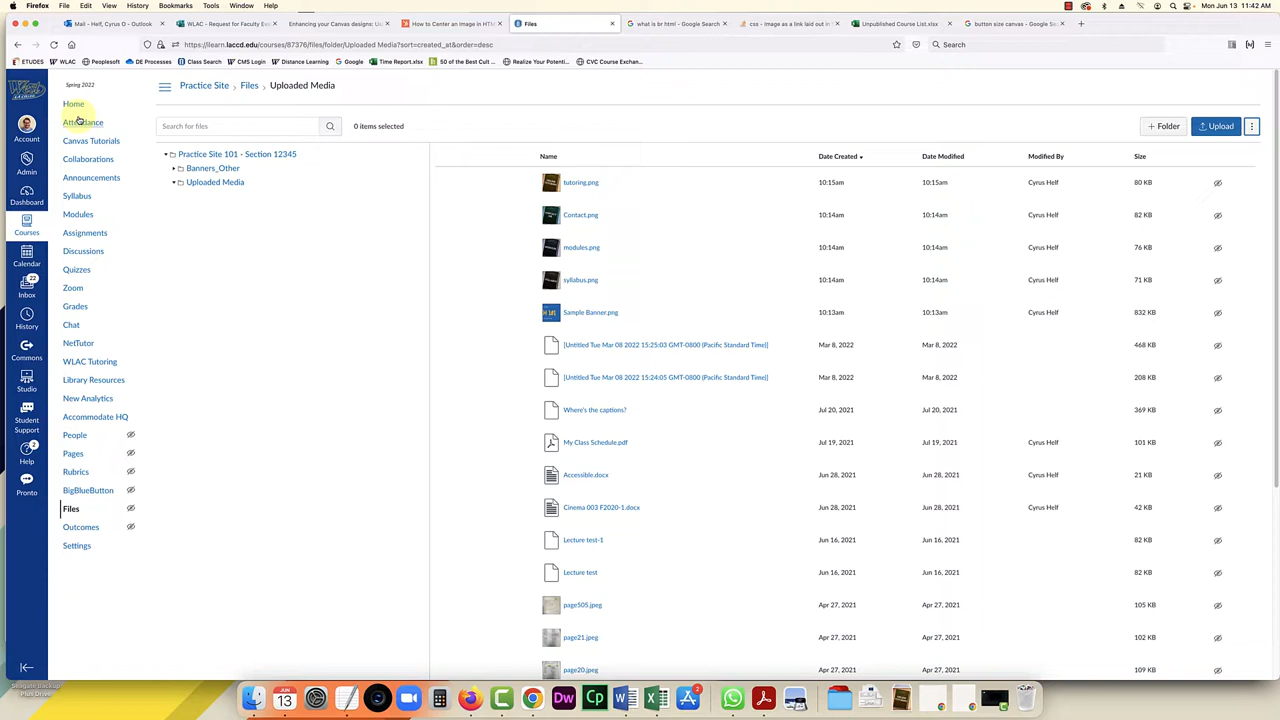 Firefox File Edit View History Bookmarks Tools Window Help Mon Jun 13 11:42 AM
Mail – Helf, Cyrus O – Outlook
WLAC - Request for Faculty Eva
Enhancing your Canvas designs: Us
How to Center an Image in HTM
Files
what is br html - Google Search
css - image as a link laid out in
Unpublished Course List.xlsx
button size canvas - Google Sea
https://ilearn.laccd.edu/courses/87376/files/folder/Uploaded Media?sort=created_at&order=desc
Search
ETUDES WLAC Peoplesoft DE Processes Class Search CMS Login Distance Learning Google Time Report.xlsx 50 of the Best Cult ... Realize Your Potenti... CVC Course Exchan...
Account
Admin
Dashboard
Courses
Calendar
22
Inbox
History
Commons
Studio
Student
Support
2
Help
Pronto
Spring 2022
Home
Attendance
Canvas Tutorials
Collaborations
Announcements
Syllabus
Modules
Assignments
Discussions
Quizzes
Zoom
Grades
Chat
NetTutor
WLAC Tutoring
Library Resources
New Analytics
Accommodate HQ
People
Pages
Rubrics
BigBlueButton
Files
Outcomes
Settings
Practice Site > Files > Uploaded Media
Search for files
0 items selected
+ Folder
Upload
Practice Site 101 - Section 12345
Banners_Other
Uploaded Media
Name Date Created Date Modified Modified By Size
tutoring.png 10:15am 10:15am Cyrus Helf 80 KB
Contact.png 10:14am 10:14am Cyrus Helf 82 KB
modules.png 10:14am 10:14am Cyrus Helf 76 KB
syllabus.png 10:14am 10:14am Cyrus Helf 71 KB
Sample Banner.png 10:13am 10:13am Cyrus Helf 832 KB
[Untitled Tue Mar 08 2022 15:25:03 GMT-0800 (Pacific Standard Time)] Mar 8, 2022 Mar 8, 2022 468 KB
[Untitled Tue Mar 08 2022 15:24:05 GMT-0800 (Pacific Standard Time)] Mar 8, 2022 Mar 8, 2022 208 KB
Where's the captions? Jul 20, 2021 Jul 20, 2021 369 KB
My Class Schedule.pdf Jul 19, 2021 Jul 19, 2021 Cyrus Helf 101 KB
Accessible.docx Jun 28, 2021 Jun 28, 2021 Cyrus Helf 21 KB
Cinema 003 F2020-1.docx Jun 28, 2021 Jun 28, 2021 Cyrus Helf 42 KB
Lecture test-1 Jun 16, 2021 Jun 16, 2021 82 KB
Lecture test Jun 16, 2021 Jun 16, 2021 82 KB
page505.jpeg Apr 27, 2021 Apr 27, 2021 105 KB
page21.jpeg Apr 27, 2021 Apr 27, 2021 102 KB
page20.jpeg Apr 27, 2021 Apr 27, 2021 109 KB
Seagate Backup
Plus Drive
JUN
13
Dw
Cp
2